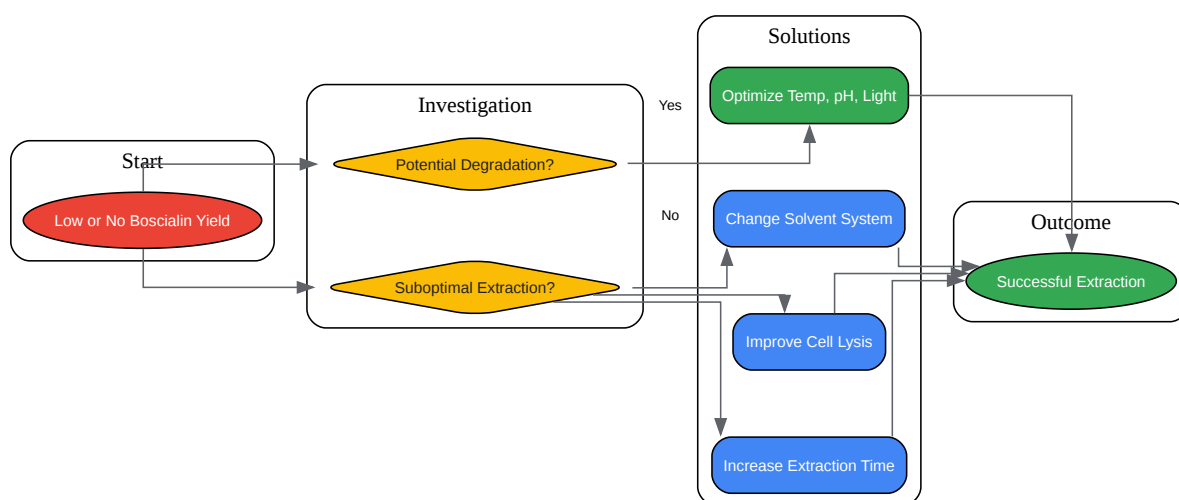 Start
Low or No Boscialin Yield
Investigation
Potential Degradation?
Suboptimal Extraction?
Yes
No
Solutions
Optimize Temp, pH, Light
Change Solvent System
Improve Cell Lysis
Increase Extraction Time
Outcome
Successful Extraction